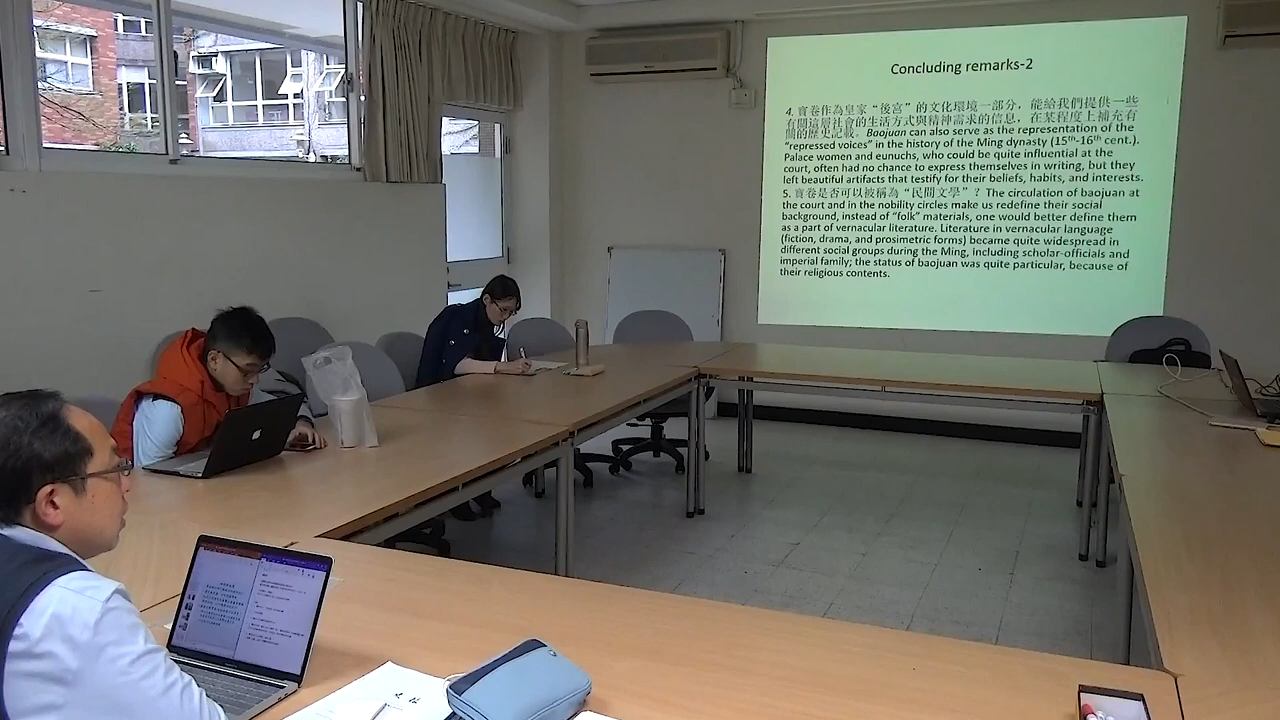 Concluding remarks-2
4. 寶卷作為皇家“後宮”的文化環境一部分，能給我們提供一些
有關這層社會的生活方式與精神需求的信息，在某程度上補充有
關的歷史記載。Baojuan can also serve as the representation of the
“repressed voices” in the history of the Ming dynasty (15th-16th cent.).
Palace women and eunuchs, who could be quite influential at the
court, often had no chance to express themselves in writing, but they
left beautiful artifacts that testify for their beliefs, habits, and interests.
5. 寶卷是否可以被稱為“民間文學”？The circulation of baojuan at
the court and in the nobility circles make us redefine their social
background, instead of “folk” materials, one would better define them
as a part of vernacular literature. Literature in vernacular language
(fiction, drama, and prosimetric forms) became quite widespread in
different social groups during the Ming, including scholar-officials and
imperial family; the status of baojuan was quite particular, because of
their religious contents.